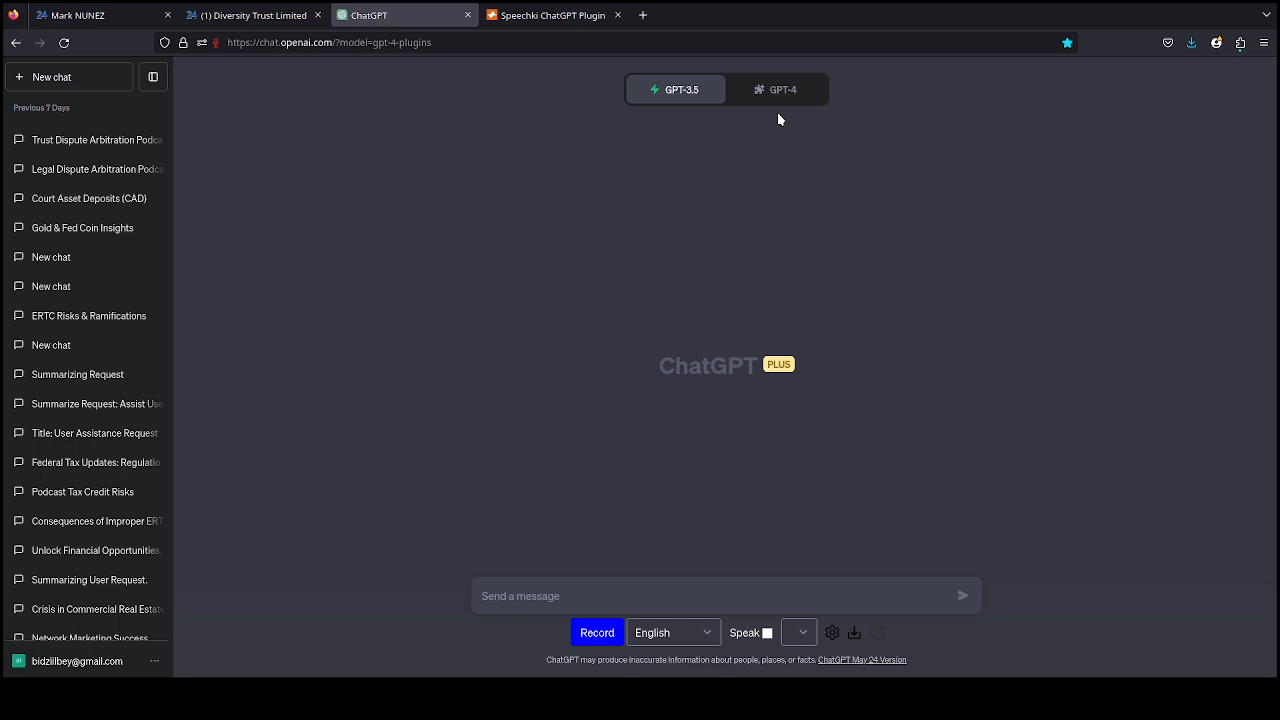 Mark NUNEZ
(1) Diversity Trust Limited
ChatGPT
Speechki ChatGPT Plugin
https://chat.openai.com/?model=gpt-4-plugins
New chat
Previous 7 Days
Trust Dispute Arbitration Podca
Legal Dispute Arbitration Podca
Court Asset Deposits (CAD)
Gold & Fed Coin Insights
New chat
New chat
ERTC Risks & Ramifications
New chat
Summarizing Request
Summarize Request: Assist Use
Title: User Assistance Request
Federal Tax Updates: Regulatio
Podcast Tax Credit Risks
Consequences of Improper ERT
Unlock Financial Opportunities.
Summarizing User Request.
Crisis in Commercial Real Estate
Network Marketing Success
bidzillbey@gmail.com
GPT-3.5
GPT-4
ChatGPT PLUS
Send a message
Record
English
Speak
ChatGPT may produce inaccurate information about people, places, or facts. ChatGPT May 24 Version